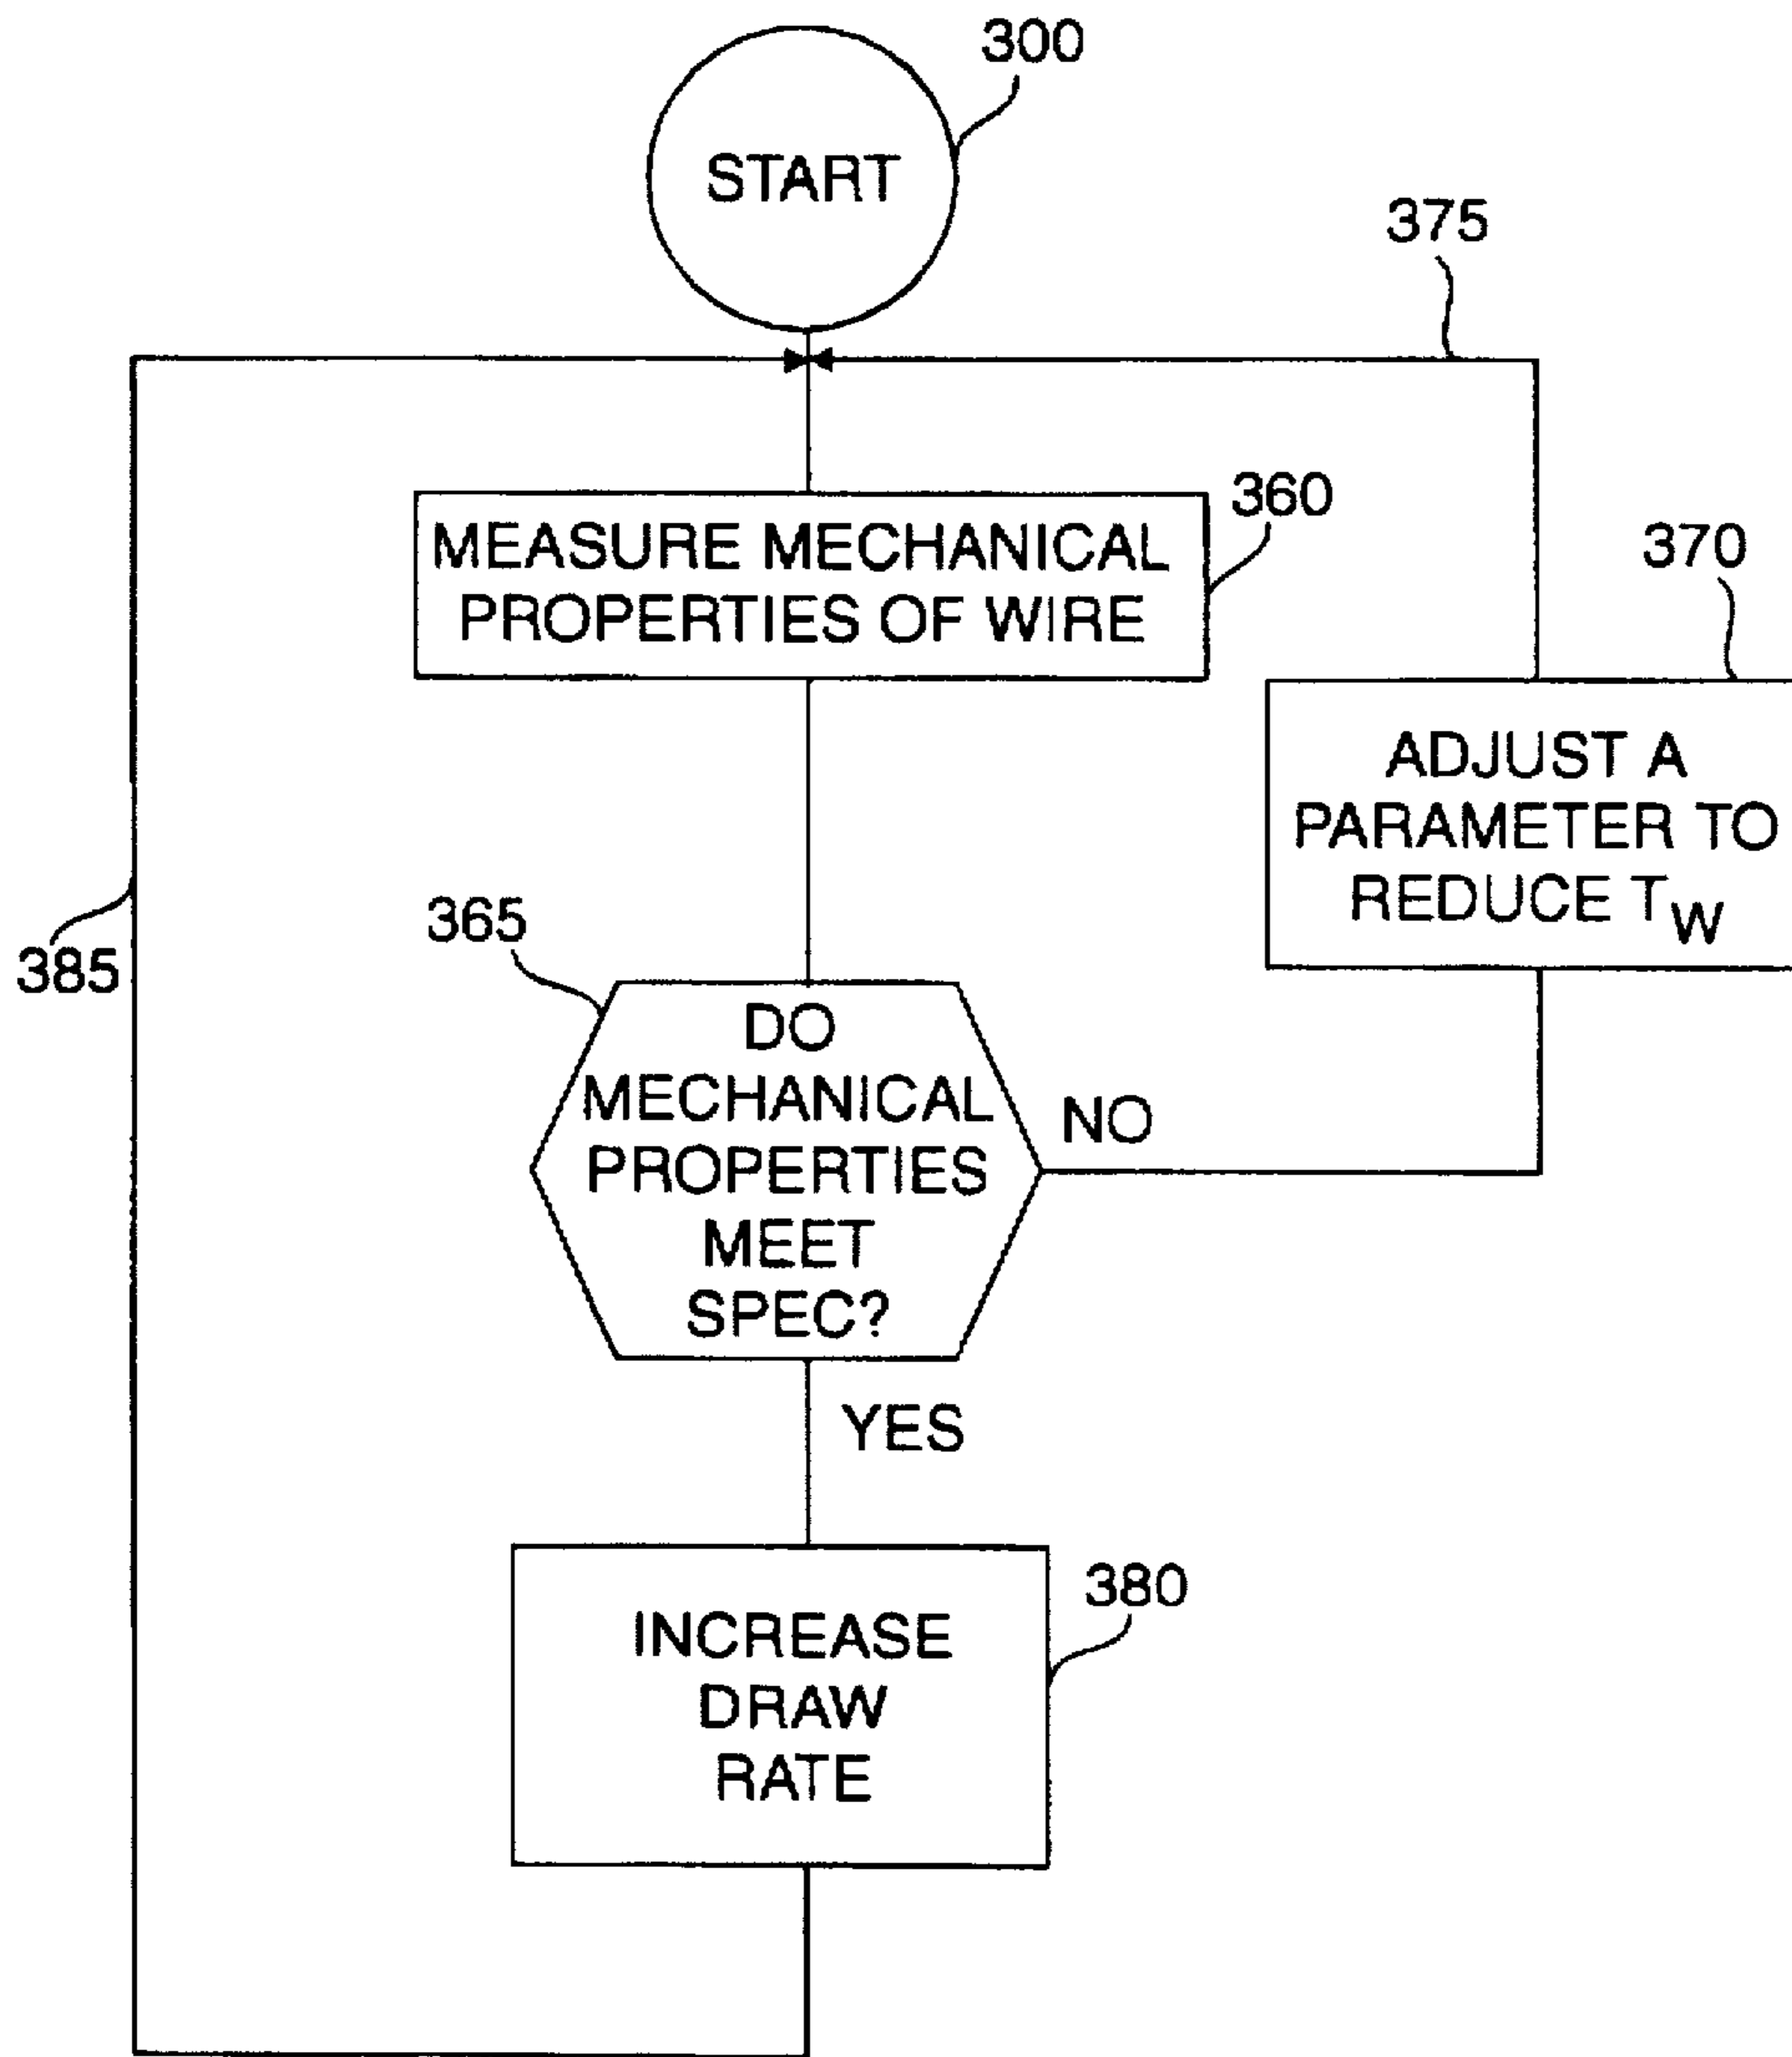 300
START
375
MEASURE MECHANICAL
PROPERTIES OF WIRE
360
370
ADJUST A
PARAMETER TO
REDUCE TW
385
365
DO
MECHANICAL
PROPERTIES
MEET
SPEC?
NO
YES
380
INCREASE
DRAW
RATE